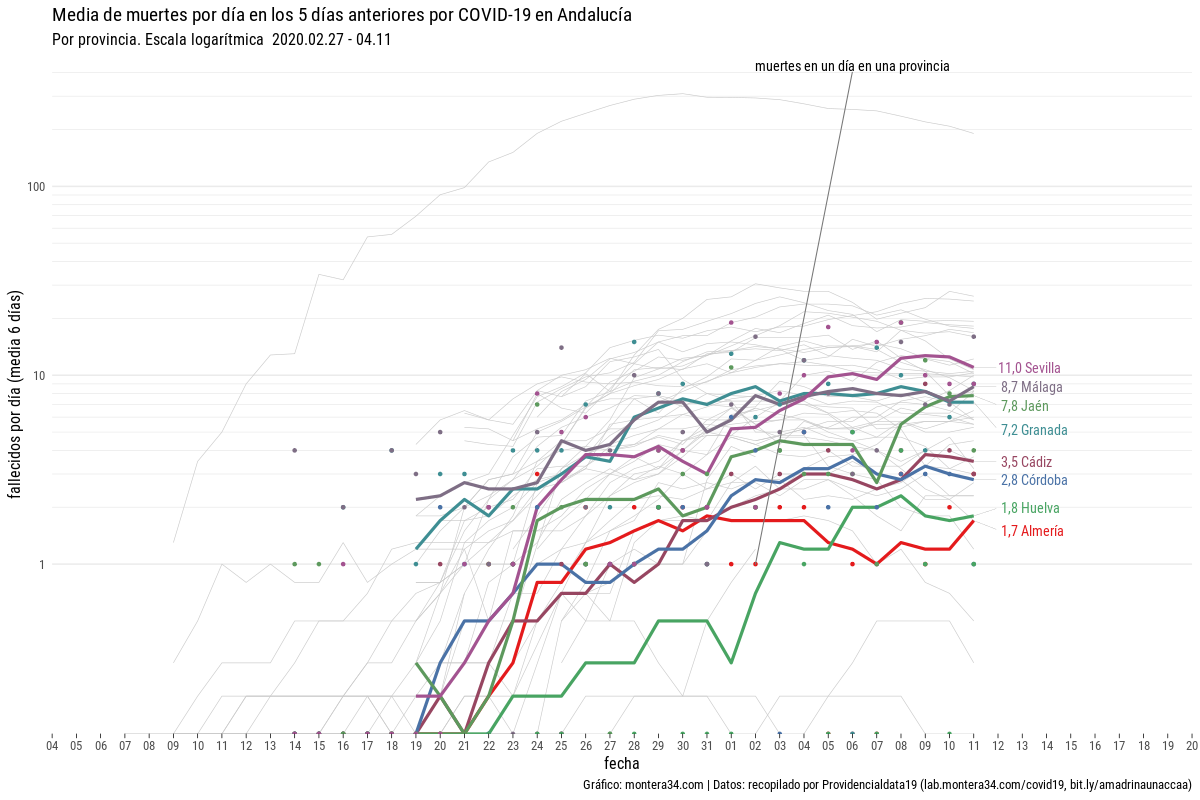 Media de muertes por día en los 5 días anteriores por COVID-19 en Andalucía
Por provincia. Escala logarítmica  2020.02.27 - 04.11
muertes en un día en una provincia
fallecidos por día (media 6 días)
100
10
1
11,0 Sevilla
8,7 Málaga
7,8 Jaén
7,2 Granada
3,5 Cádiz
2,8 Córdoba
1,8 Huelva
1,7 Almería
04 05 06 07 08 09 10 11 12 13 14 15 16 17 18 19 20 21 22 23 24 25 26 27 28 29 30 31 01 02 03 04 05 06 07 08 09 10 11 12 13 14 15 16 17 18 19 20
fecha
Gráfico: montera34.com | Datos: recopilado por Providencialdata19 (lab.montera34.com/covid19, bit.ly/amadrinaunaccaa)